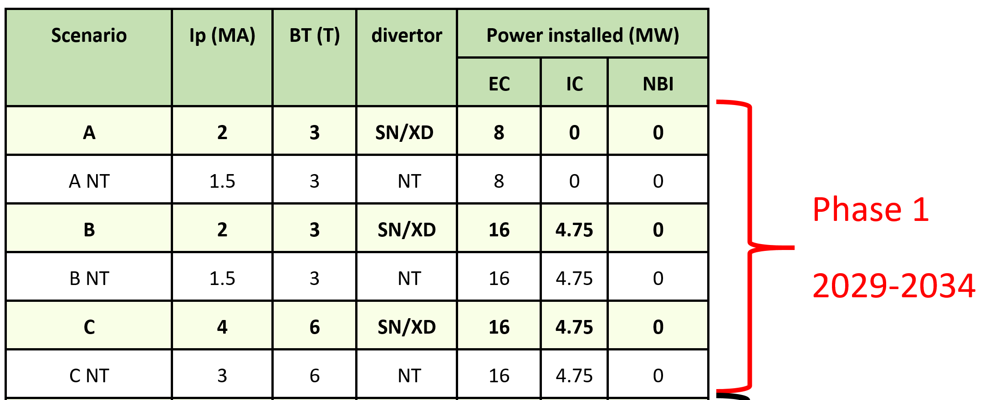 Scenario Ip (MA) BT (T) divertor Power installed (MW)
EC IC NBI
A 2 3 SN/XD 8 0 0
A NT 1.5 3 NT 8 0 0
B 2 3 SN/XD 16 4.75 0
B NT 1.5 3 NT 16 4.75 0
C 4 6 SN/XD 16 4.75 0
C NT 3 6 NT 16 4.75 0
Phase 1
2029-2034